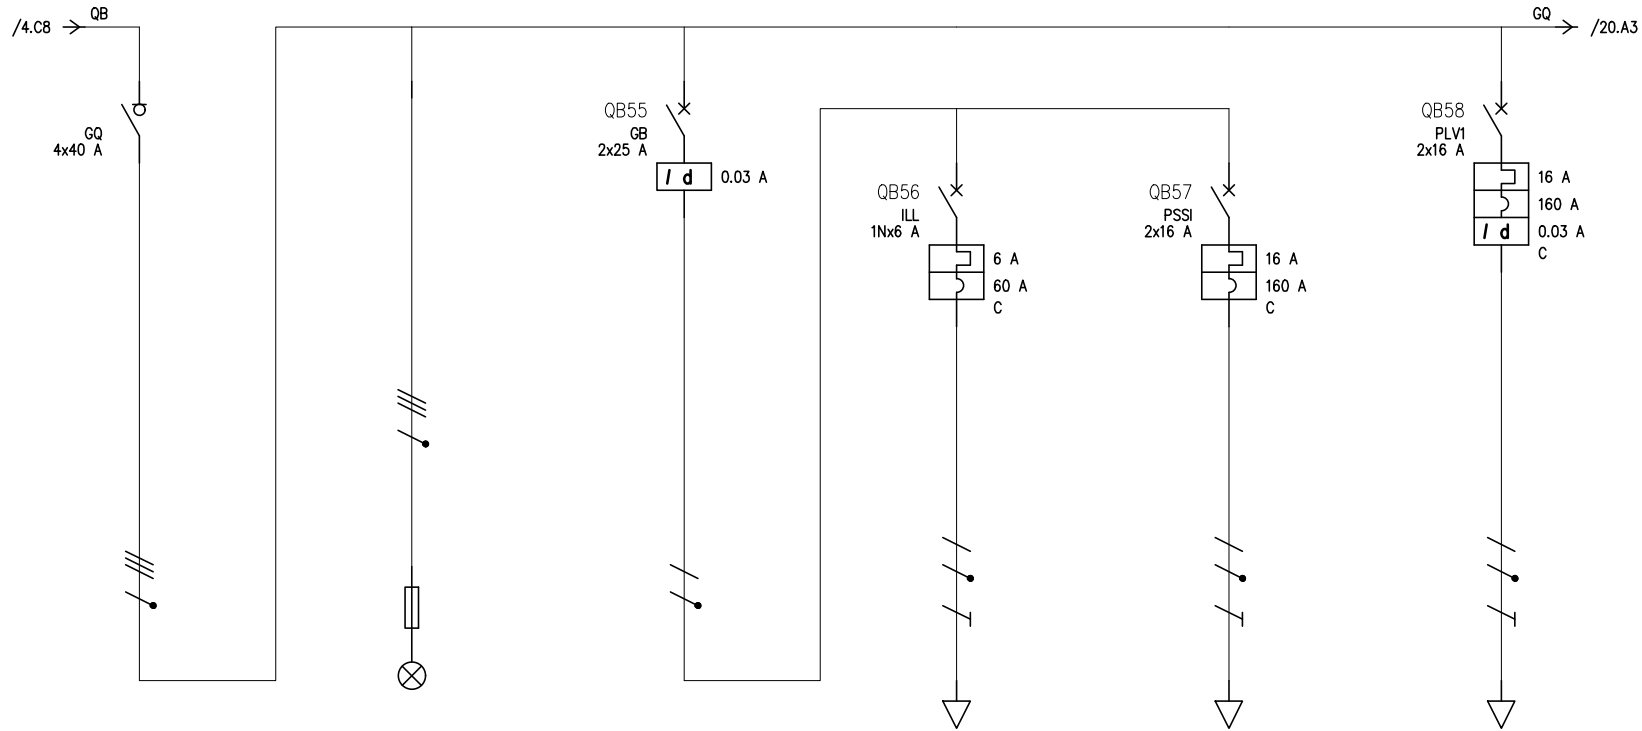 /4.C8
QB
GQ
/20.A3
GQ
4x40 A
QB55
GB
2x25 A
I d
0.03 A
QB56
ILL
1Nx6 A
6 A
60 A
C
QB57
PSSI
2x16 A
16 A
160 A
C
QB58
PLV1
2x16 A
16 A
160 A
I d
0.03 A
C